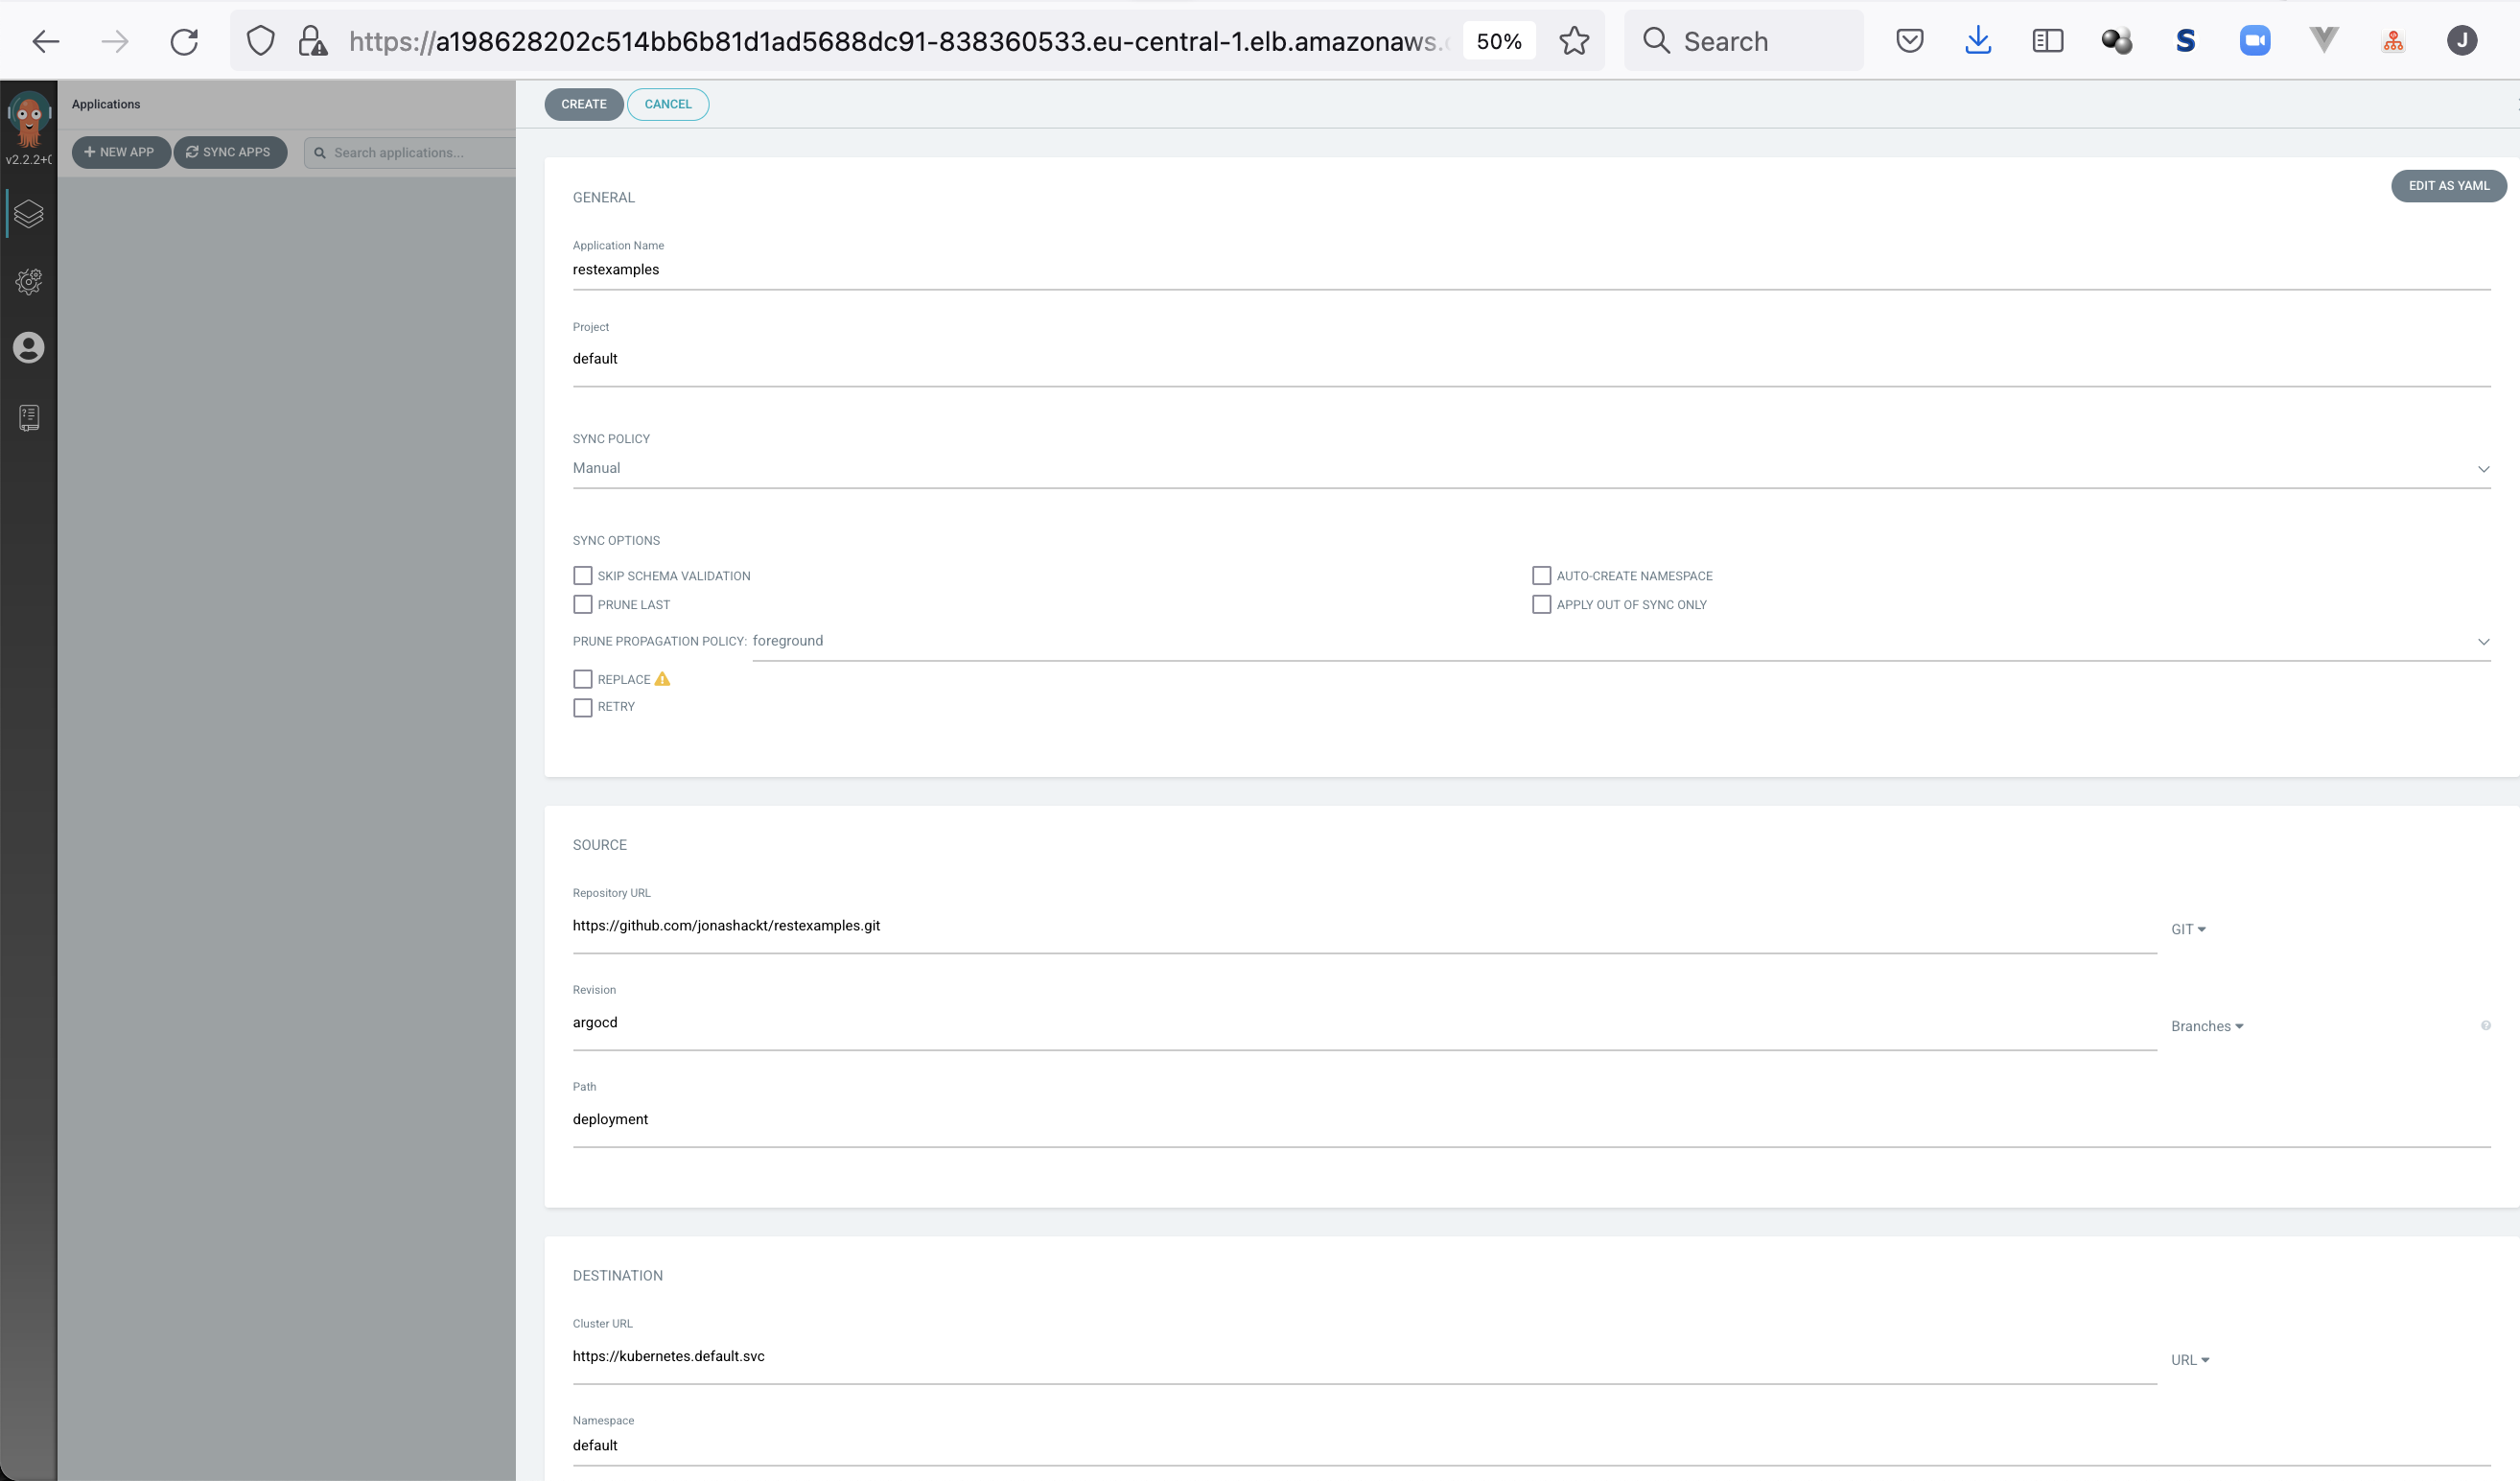 https://a198628202c514bb6b81d1ad5688dc91-838360533.eu-central-1.elb.amazonaws. 50% Search S J
v2.2.2+0
Applications
+ NEW APP SYNC APPS Search applications...
CREATE CANCEL
GENERAL EDIT AS YAML
Application Name
restexamples
Project
default
SYNC POLICY
Manual
SYNC OPTIONS
SKIP SCHEMA VALIDATION AUTO-CREATE NAMESPACE
PRUNE LAST APPLY OUT OF SYNC ONLY
PRUNE PROPAGATION POLICY: foreground
REPLACE
RETRY
SOURCE
Repository URL
https://github.com/jonashackt/restexamples.git GIT
Revision
argocd Branches
Path
deployment
DESTINATION
Cluster URL
https://kubernetes.default.svc URL
Namespace
default